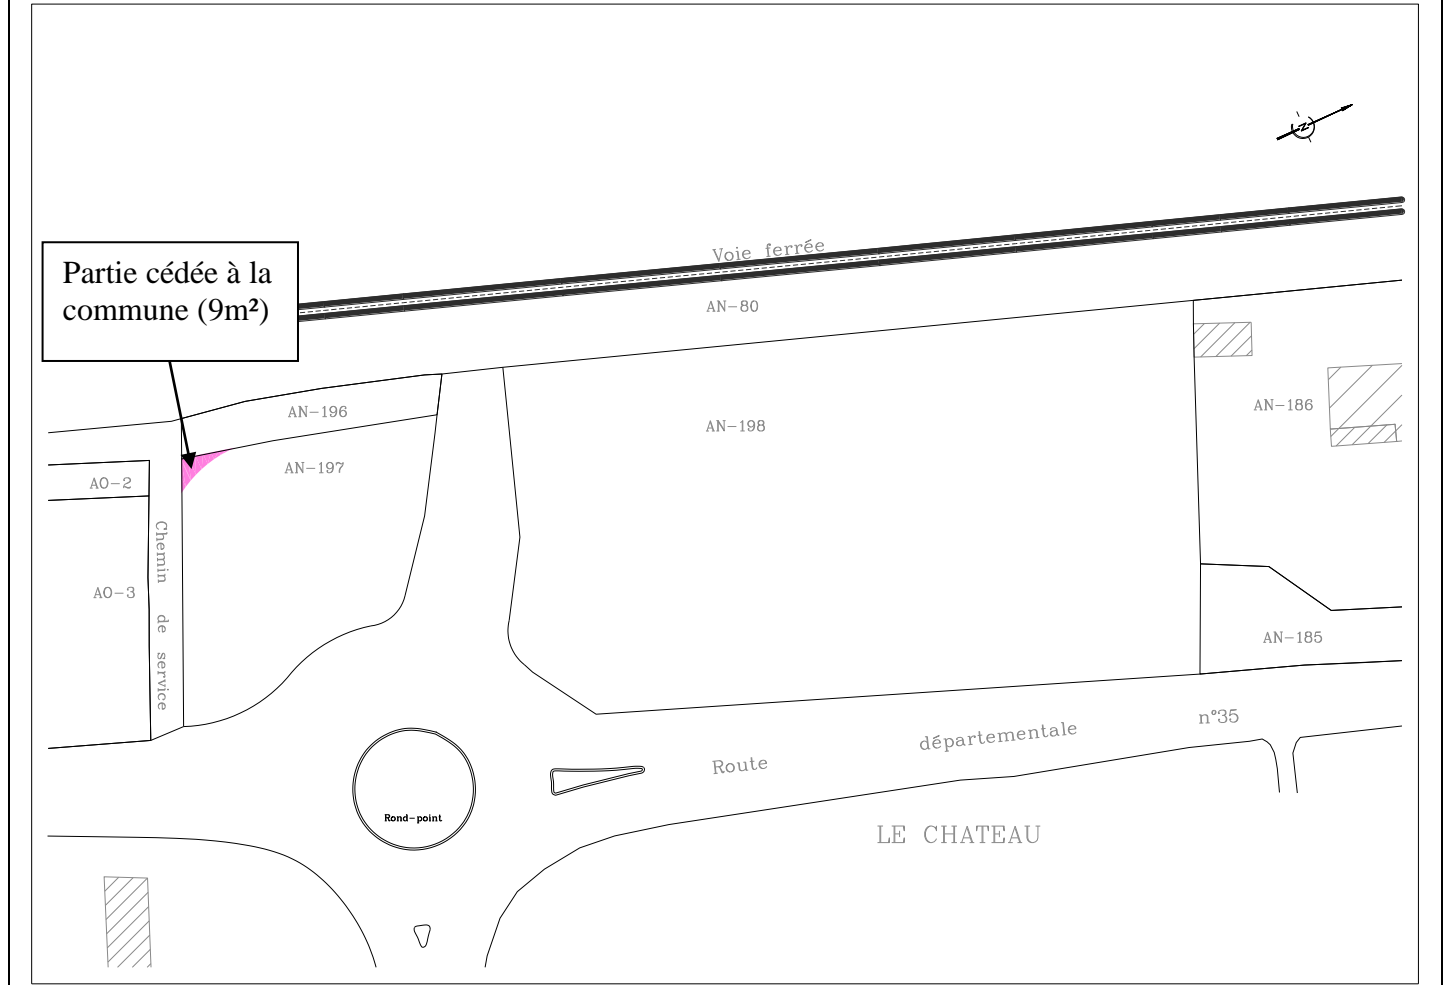 N
Voie ferrée
Partie cédée à la
commune (9m²)
AN-80
AN-196
AN-198
AN-186
AN-197
AO-2
Chemin de service
AO-3
AN-185
n°35
départementale
Route
Rond-point
LE CHATEAU